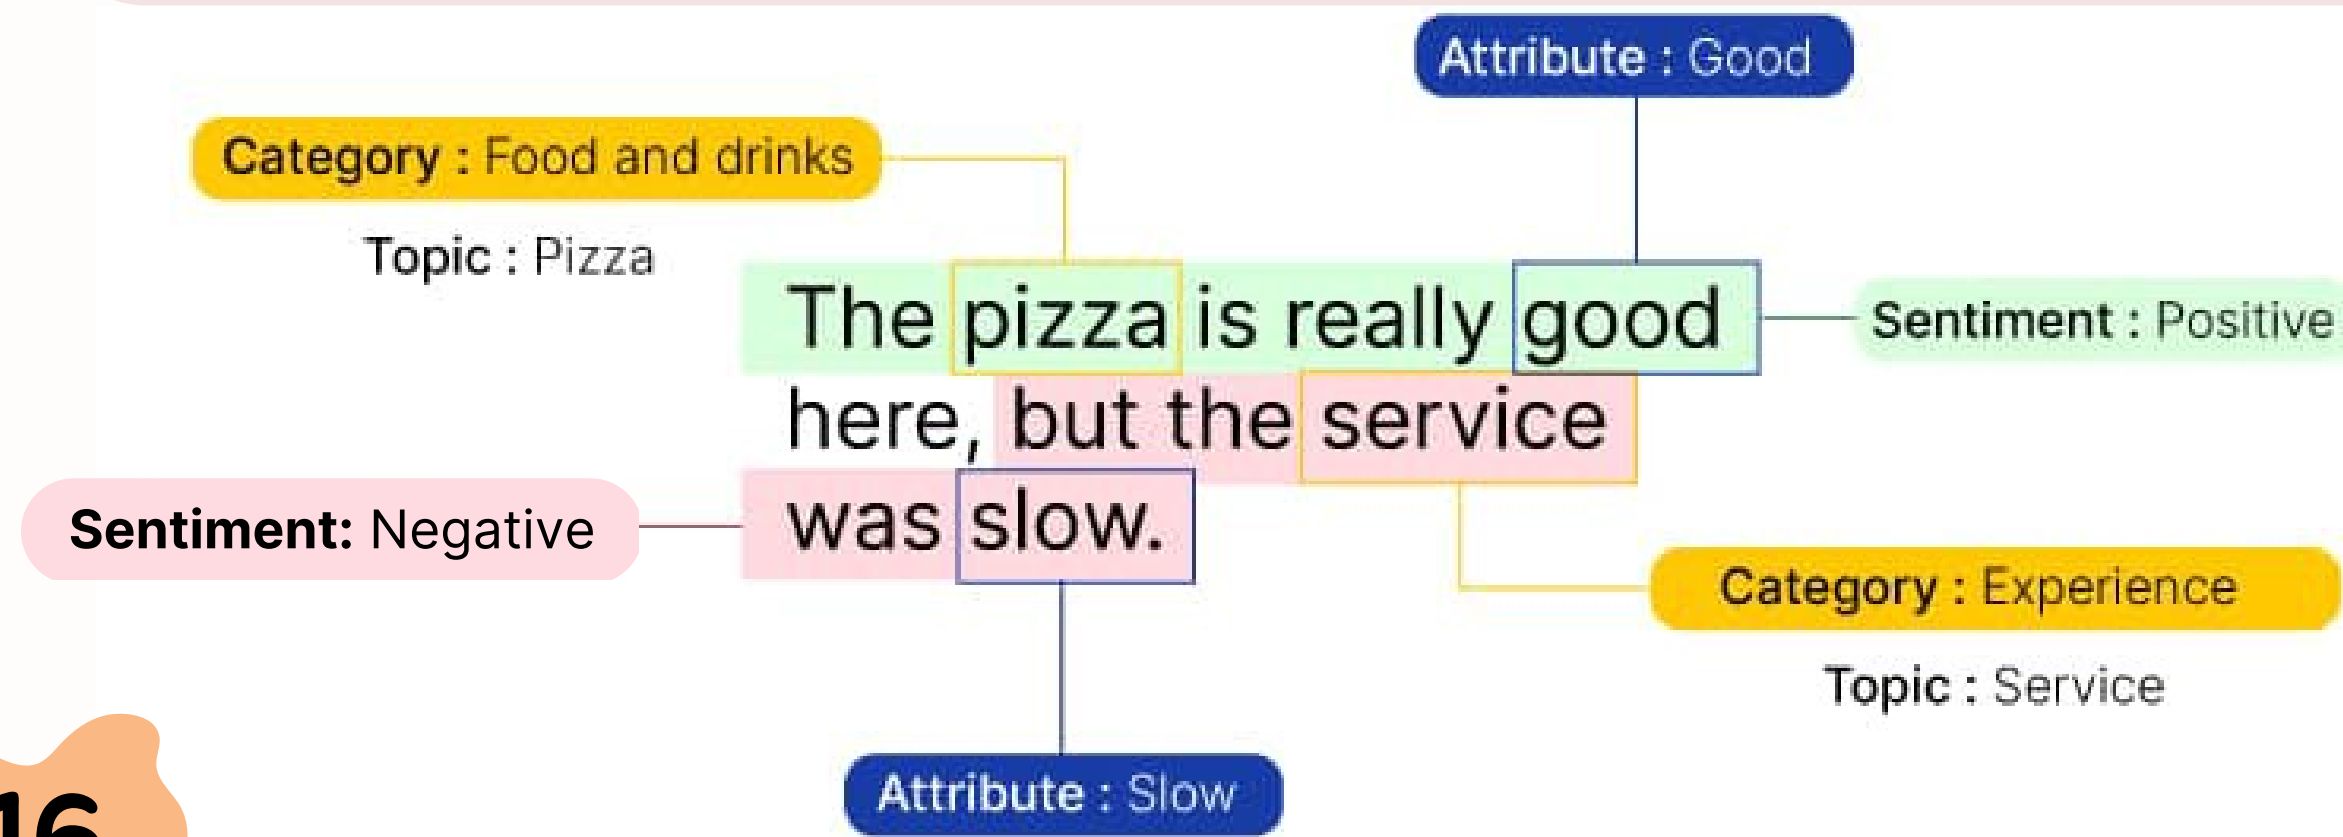 Attribute : Good
Category : Food and drinks
Topic : Pizza
The pizza is really good
Sentiment : Positive
here, but the service
Sentiment: Negative
was slow.
Category : Experience
Topic : Service
Attribute : Slow
16